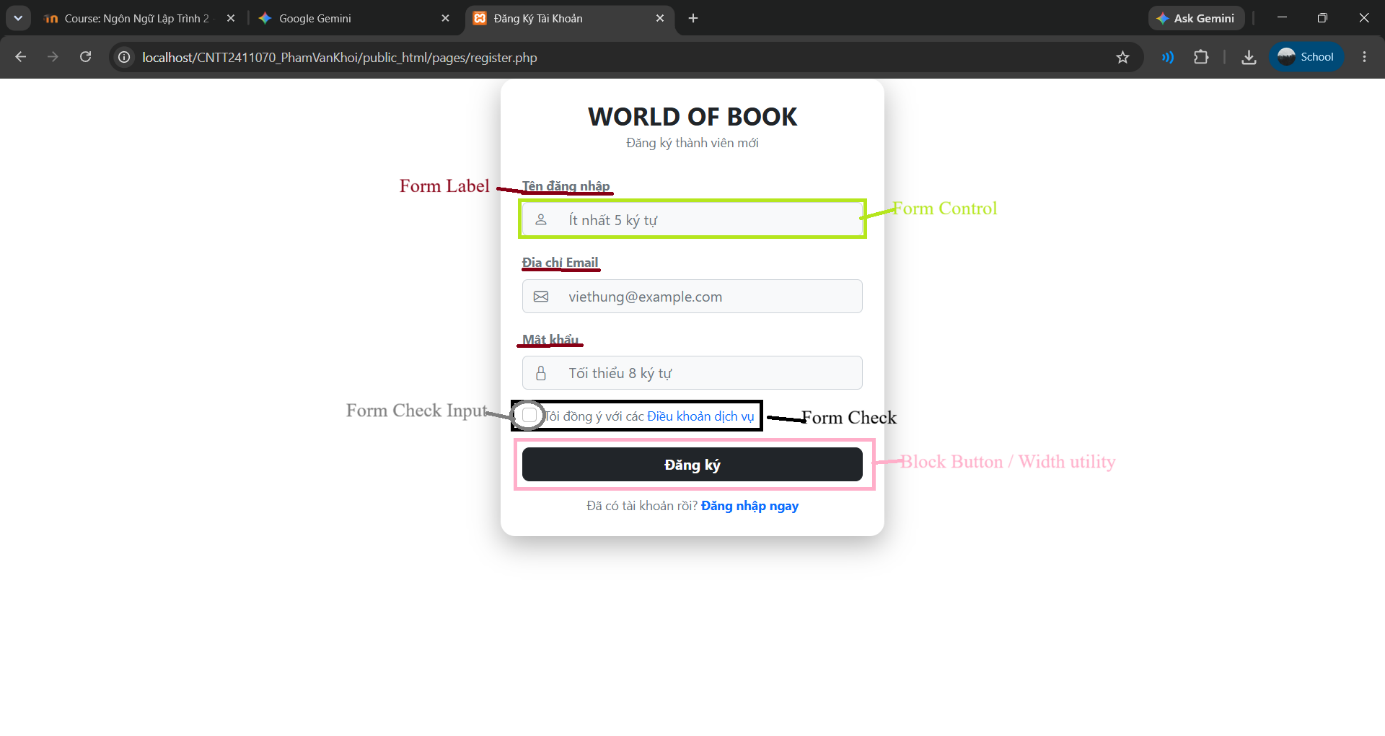 Course: Ngôn Ngữ Lập Trình 2
Google Gemini
Đăng Ký Tài Khoản
Ask Gemini
localhost/CNTT2411070_PhamVanKhoi/public_html/pages/register.php
School
WORLD OF BOOK
Đăng ký thành viên mới
Form Label
Tên đăng nhập
Ít nhất 5 ký tự
Form Control
Địa chỉ Email
viethung@example.com
Mật khẩu
Tối thiểu 8 ký tự
Form Check Input
Tôi đồng ý với các Điều khoản dịch vụ
Form Check
Đăng ký
Block Button / Width utility
Đã có tài khoản rồi? Đăng nhập ngay